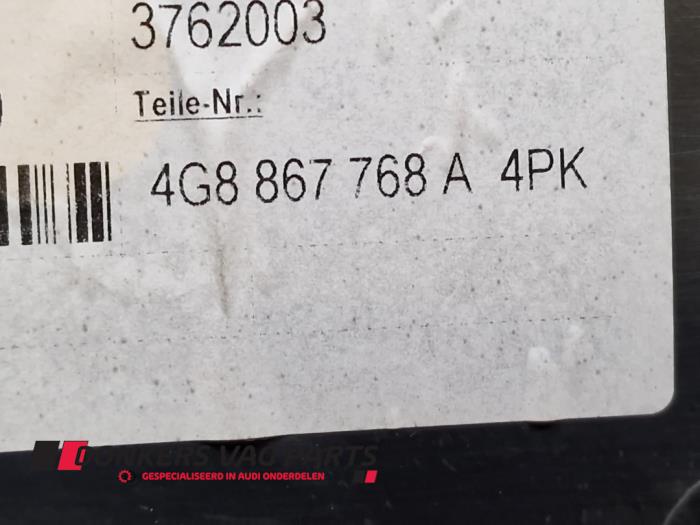 3762003
Teile-Nr.:
4G8 867 768 A 4PK
DONKERS VAG PARTS
GESPECIALISEERD IN AUDI ONDERDELEN